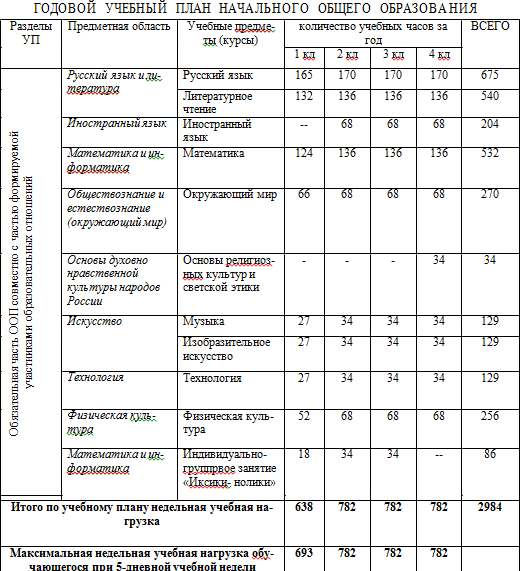 ГОДОВОЙ УЧЕБНЫЙ ПЛАН НАЧАЛЬНОГО ОБЩЕГО ОБРАЗОВАНИЯ
Разделы УП Предметная область Учебные предме-ты (курсы) количество учебных часов за год ВСЕГО
1 кл 2 кл 3 кл 4 кл
Обязательная часть ООП совместно с частью формируемой
участниками образовательных отношений
Русский язык и ли- Русский язык 165 170 170 170 675
тература
Литературное 132 136 136 136 540
чтение
Иностранный язык Иностранный -- 68 68 68 204
язык
Математика и ин- Математика 124 136 136 136 532
форматика
Обществознание и Окружающий мир 66 68 68 68 270
естествознание
(окружающий мир)
Основы духовно Основы религиоз- - - - 34 34
нравственной ных культур и
культуры народов светской этики
России
Искусство Музыка 27 34 34 34 129
Изобразительное 27 34 34 34 129
искусство
Технология Технология 27 34 34 34 129
Физическая куль- Физическая куль- 52 68 68 68 256
тура тура
Математика и ин- Индивидуально- 18 34 34 -- 86
форматика группрвое занятие
«Иксики- нолики»
Итого по учебному плану недельная учебная на- 638 782 782 782 2984
грузка
Максимальная недельная учебная нагрузка обу- 693 782 782 782
чающегося при 5-дневной учебной недели